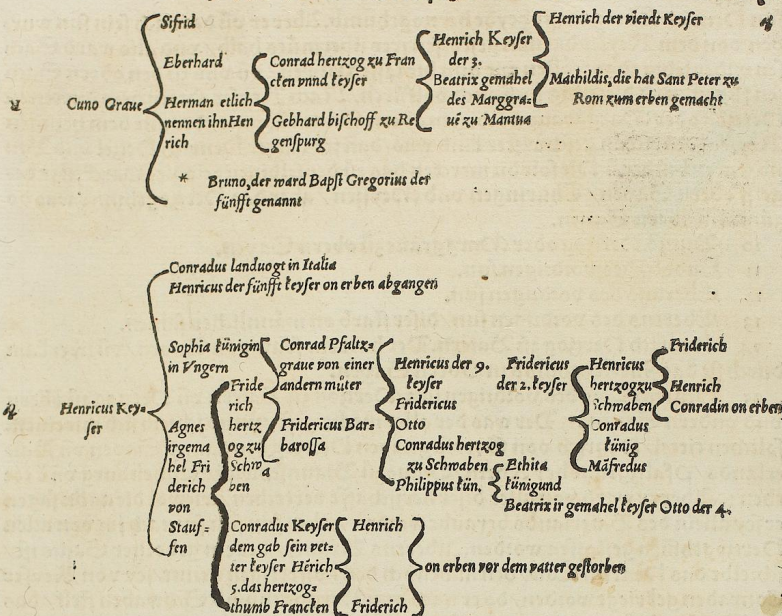 Sifrid
Eberhard
Cuno Graue
Herman etlich
nennen ihn Hen
rich
* Bruno, der ward Bapst Gregorius der
fünfft genannt
Conrad hertzog zu Fran
cken vnnd keyser
Gebhard bischoff zu Re
genspurg
Henrich Keyser
der 3.
Beatrix gemåhel
des Marggra=
uē zu Mantua
Henrich der vierdt Keyser
Mathildis, die hat Sant Peter zu
Rom zum erben gemacht
Henricus Key=
ser
Conradus landuogt in Italia
Henricus der fünfft keyser on erben abgangen
Sophia künigin
in Vngern
Agnes
ir gema
hel Fri
derich
von
Stauf=
fen
Fride
rich
hertz
og zu
Schwa
ben
Conrad Pfaltz=
graue von einer
andern můter
Fridericus Bar=
barossa
Henricus der 9.
keyser
Fridericus
Otto
Conradus hertzog
zu Schwaben
Philippus kün.
Fridericus
der 2. keyser
Henricus
hertzog zu
Schwaben
Conradus
künig
Māfredus
Friderich
Henrich
Conradin on erben
Ethita
künigund
Beatrix ir gemahel keyser Otto der 4.
Conradus Keyser
dem gab sein vet=
ter keyser Hērich
5. das hertzog=
thumb Francken
Henrich
Friderich
on erben vor dem vatter gestorben